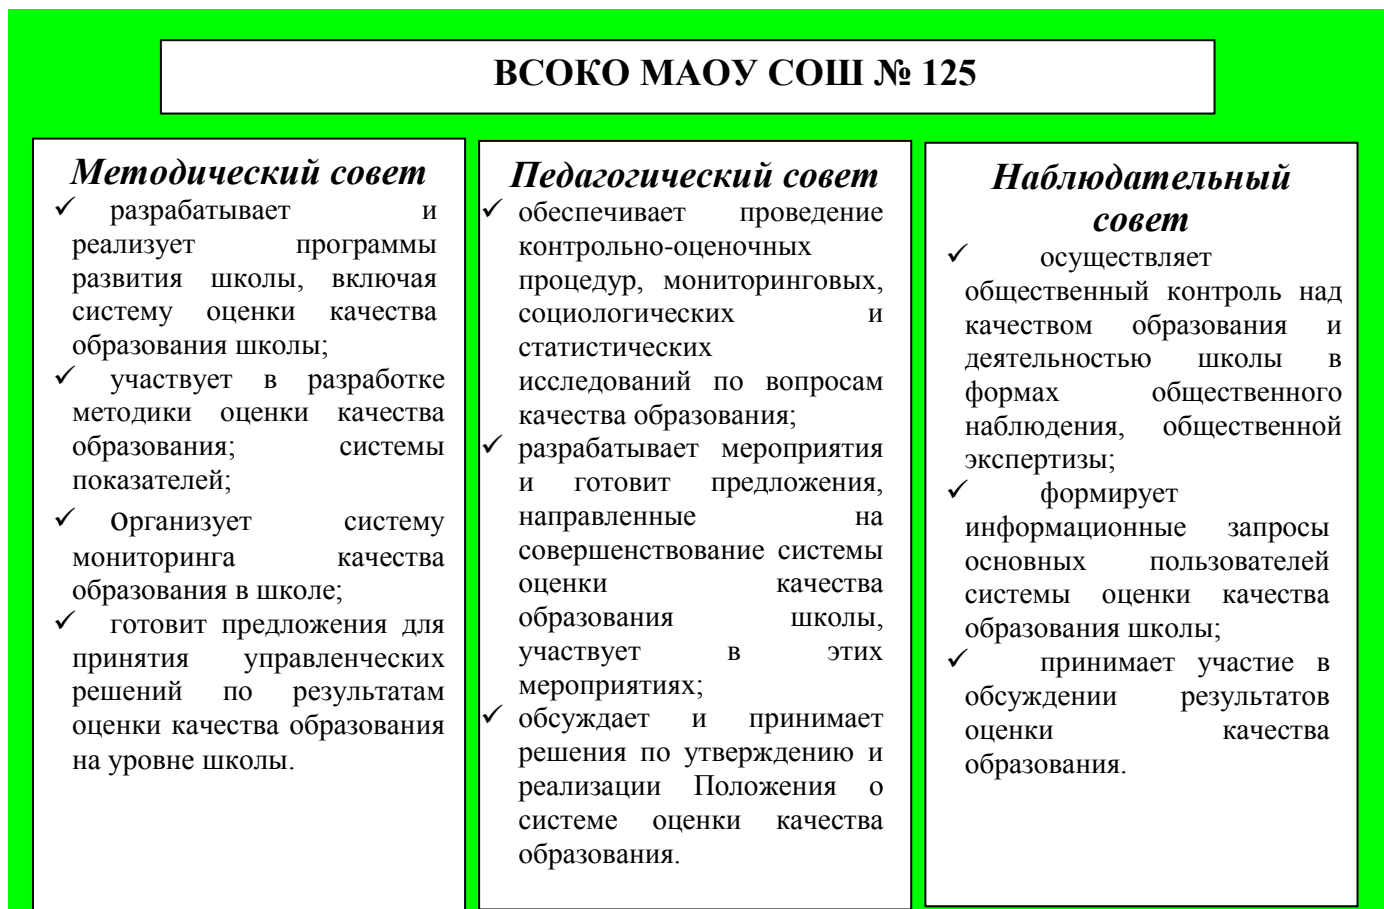 ВСОКО МАОУ СОШ № 125
Методический совет
✓ разрабатывает и
реализует программы
развития школы, включая
систему оценки качества
образования школы;
✓ участвует в разработке
методики оценки качества
образования; системы
показателей;
✓ организует систему
мониторинга качества
образования в школе;
✓ готовит предложения для
принятия управленческих
решений по результатам
оценки качества образования
на уровне школы.
Педагогический совет
✓ обеспечивает проведение
контрольно-оценочных
процедур, мониторинговых,
социологических и
статистических
исследований по вопросам
качества образования;
✓ разрабатывает мероприятия
и готовит предложения,
направленные на
совершенствование системы
оценки качества
образования школы,
участвует в этих
мероприятиях;
✓ обсуждает и принимает
решения по утверждению и
реализации Положения о
системе оценки качества
образования.
Наблюдательный
совет
✓ осуществляет
общественный контроль над
качеством образования и
деятельностью школы в
формах общественного
наблюдения, общественной
экспертизы;
✓ формирует
информационные запросы
основных пользователей
системы оценки качества
образования школы;
✓ принимает участие в
обсуждении результатов
оценки качества
образования.